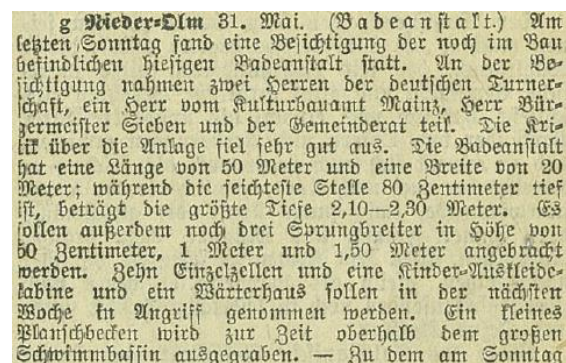 g Nieder-Olm 31. Mai. (Badeanstalt.) Am
letzten Sonntag fand eine Besichtigung der noch im Bau
befindlichen hiesigen Badeanstalt statt. An der Be-
sichtigung nahmen zwei Herren der deutschen Turner-
schaft, ein Herr vom Kulturbauamt Mainz, Herr Bür-
germeister Sieben und der Gemeinderat teil. Die Kri-
tik über die Anlage fiel sehr gut aus. Die Badeanstalt
hat eine Länge von 50 Meter und eine Breite von 20
Meter; während die seichteste Stelle 80 Zentimeter tief
ist, beträgt die größte Tiefe 2,10—2,30 Meter. Es
sollen außerdem noch drei Sprungbretter in Höhe von
50 Zentimeter, 1 Meter und 1,50 Meter angebracht
werden. Zehn Einzelzellen und eine Kinder-Auskleide-
kabine und ein Wärterhaus sollen in der nächsten
Woche in Angriff genommen werden. Ein kleines
Planschbecken wird zur Zeit oberhalb dem großen
Schwimmbassin ausgegraben. — Zu dem am Sonntag